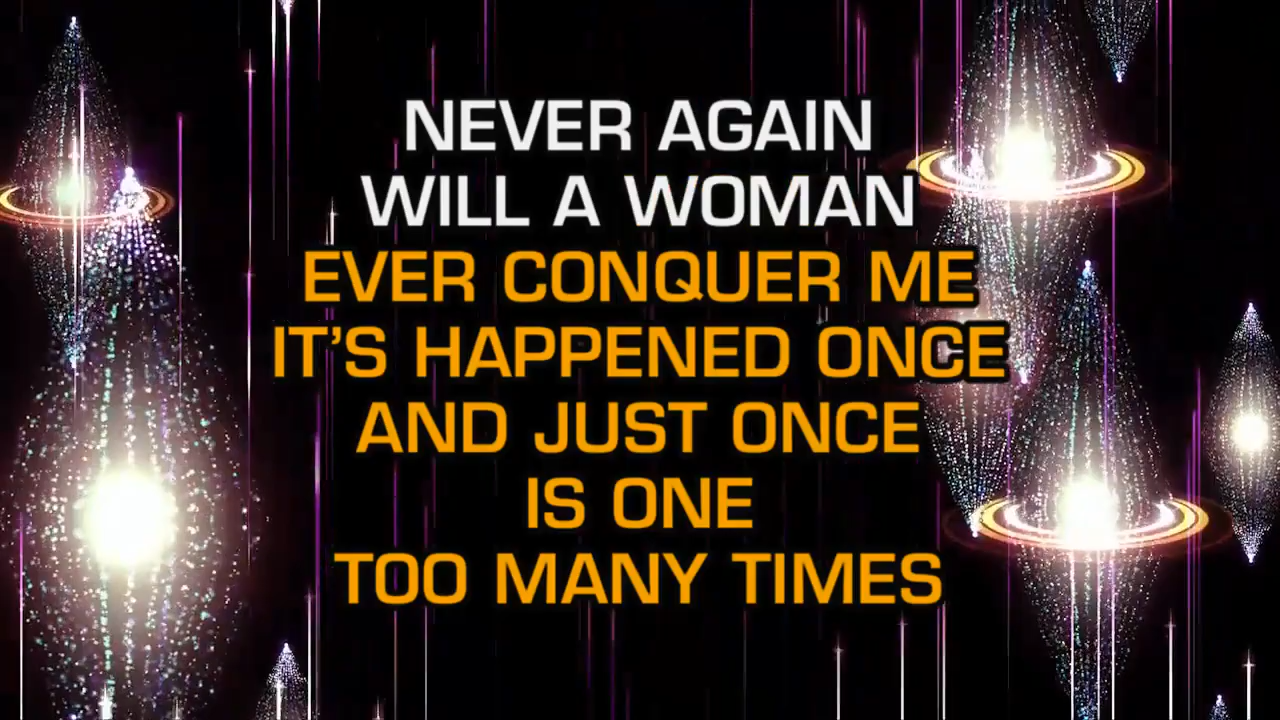 NEVER AGAIN
WILL A WOMAN
EVER CONQUER ME
IT'S HAPPENED ONCE
AND JUST ONCE
IS ONE
TOO MANY TIMES